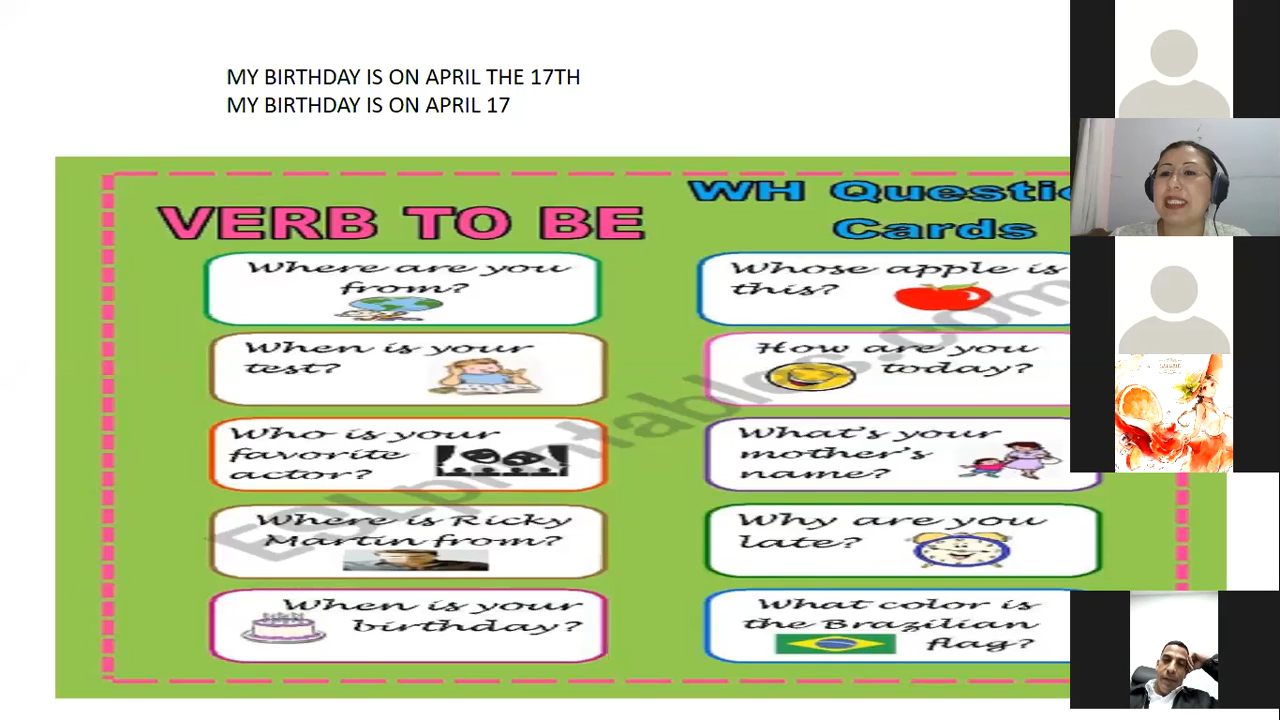 MY BIRTHDAY IS ON APRIL THE 17TH
MY BIRTHDAY IS ON APRIL 17
VERB TO BE
Where are you
from?
When is your
test?
Who is your
favorite
actor?
Where is Ricky
Martin from?
When is your
birthday?
WH Questio
Cards
Whose apple is
this?
How are you
today?
What's your
mother's
name?
Why are you
late?
What color is
the Brazilian
flag?
ESLprintables.com